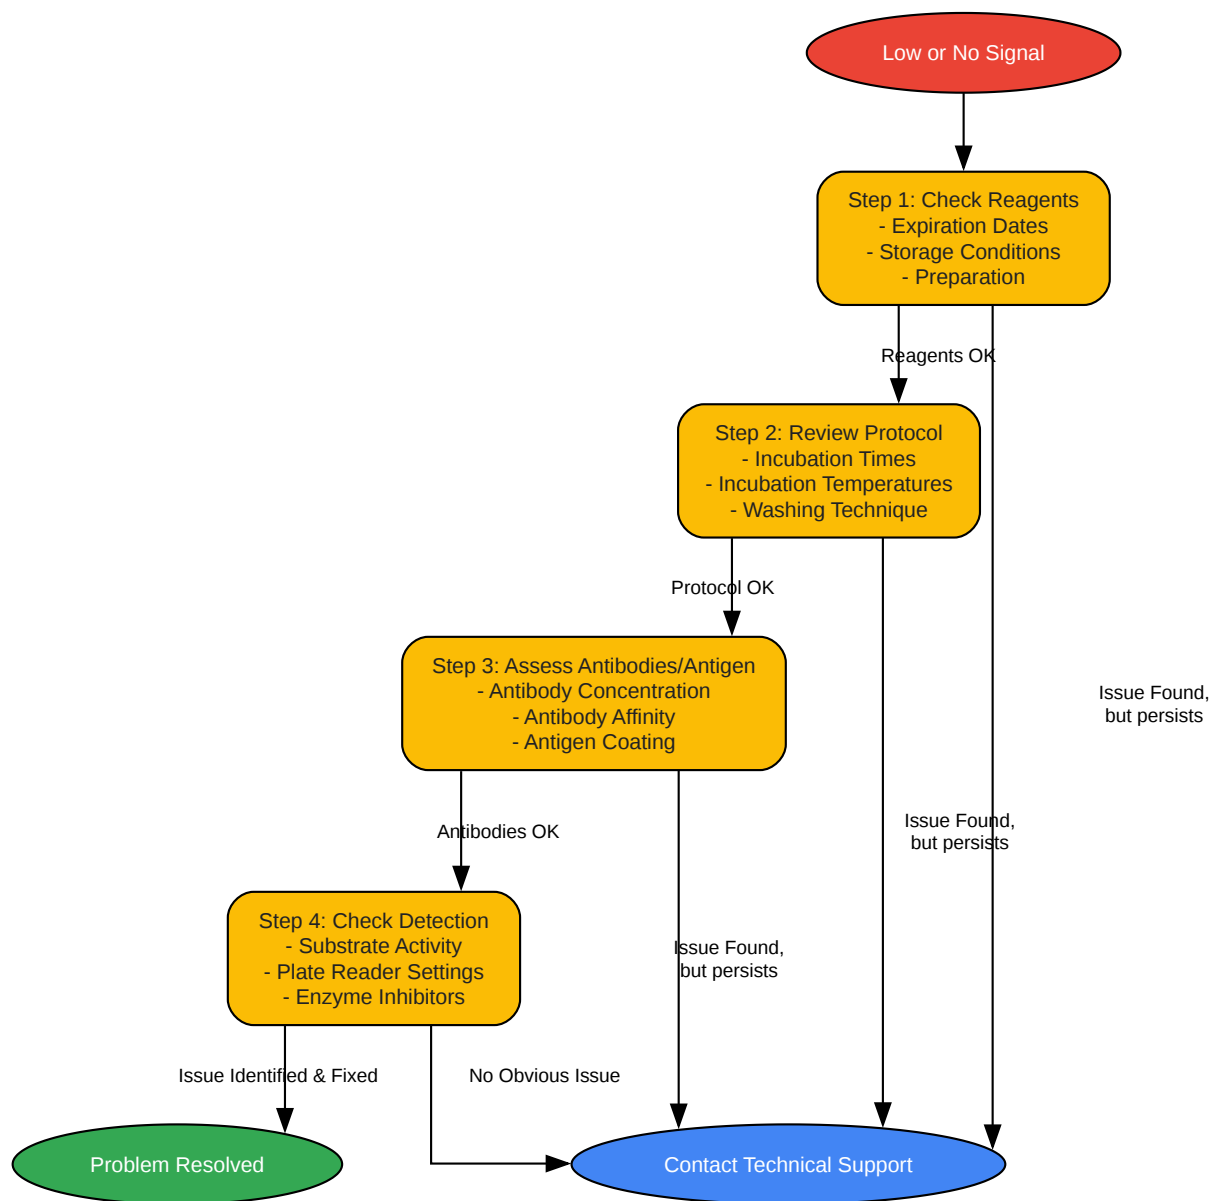 Low or No Signal
Step 1: Check Reagents
- Expiration Dates
- Storage Conditions
- Preparation
Reagents OK
Step 2: Review Protocol
- Incubation Times
- Incubation Temperatures
- Washing Technique
Protocol OK
Step 3: Assess Antibodies/Antigen
- Antibody Concentration
- Antibody Affinity
- Antigen Coating
Issue Found,
but persists
Issue Found,
but persists
Antibodies OK
Step 4: Check Detection
- Substrate Activity
- Plate Reader Settings
- Enzyme Inhibitors
Issue Found,
but persists
Issue Identified & Fixed
No Obvious Issue
Problem Resolved
Contact Technical Support